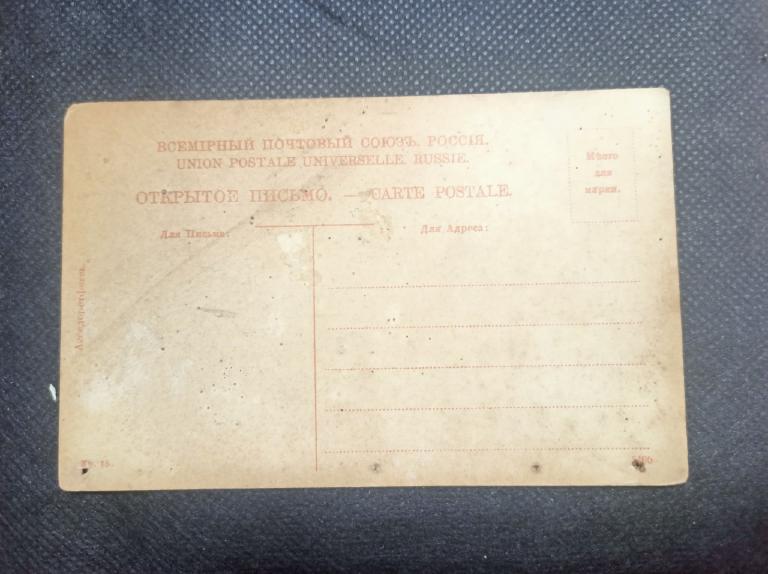 ВСЕМІРНЫЙ ПОЧТОВЫЙ СОЮЗЪ. РОССІЯ.
UNION POSTALE UNIVERSELLE. RUSSIE.
ОТКРЫТОЕ ПИСЬМО. — CARTE POSTALE.
Мѣсто
для
марки.
Для Письма:
Для Адреса: